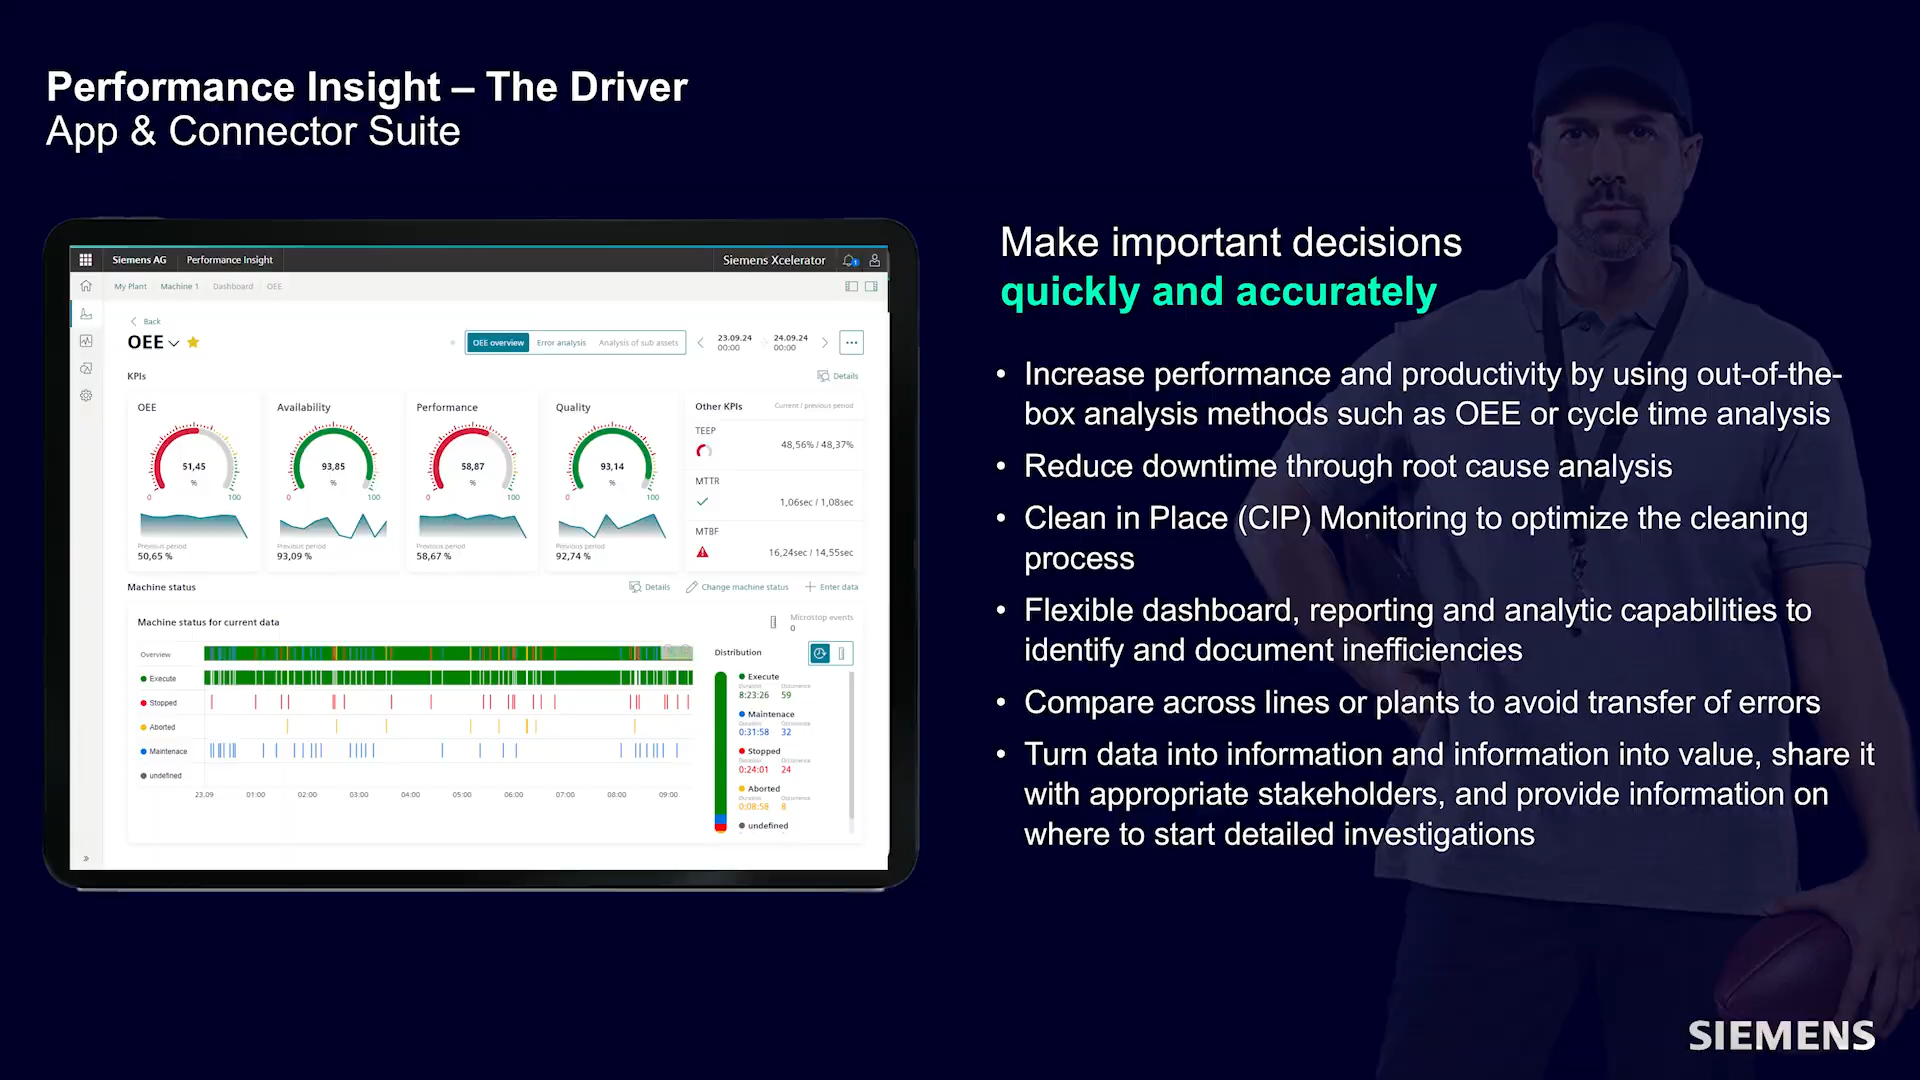 Performance Insight – The Driver
App & Connector Suite
Siemens AG
Performance Insight
Siemens Xcelerator
1
My Plant
Machine 1
Dashboard
OEE
Back
OEE
OEE overview
Error analysis
Analysis of sub assets
23.09.24
00:00
24.09.24
00:00
KPIs
Details
OEE
51,45
%
0
100
Previous period
50,65 %
Availability
93,85
%
0
100
Previous period
93,09 %
Performance
58,87
%
0
100
Previous period
58,67 %
Quality
93,14
%
0
100
Previous period
92,74 %
Other KPIs
Current / previous period
TEEP
48,56% / 48,37%
MTTR
1,06sec / 1,08sec
MTBF
16,24sec / 14,55sec
Machine status
Details
Change machine status
Enter data
Machine status for current data
Microstop events
0
Overview
Execute
Stopped
Aborted
Maintenace
undefined
23.09
01:00
02:00
03:00
04:00
05:00
06:00
07:00
08:00
09:00
Distribution
Execute
Duration Occurrence
8:23:26 59
Maintenace
Duration Occurrence
0:31:58 32
Stopped
Duration Occurrence
0:24:01 24
Aborted
Duration Occurrence
0:08:58 8
undefined
Make important decisions
quickly and accurately
• Increase performance and productivity by using out-of-the-
box analysis methods such as OEE or cycle time analysis
• Reduce downtime through root cause analysis
• Clean in Place (CIP) Monitoring to optimize the cleaning
process
• Flexible dashboard, reporting and analytic capabilities to
identify and document inefficiencies
• Compare across lines or plants to avoid transfer of errors
• Turn data into information and information into value, share it
with appropriate stakeholders, and provide information on
where to start detailed investigations
SIEMENS